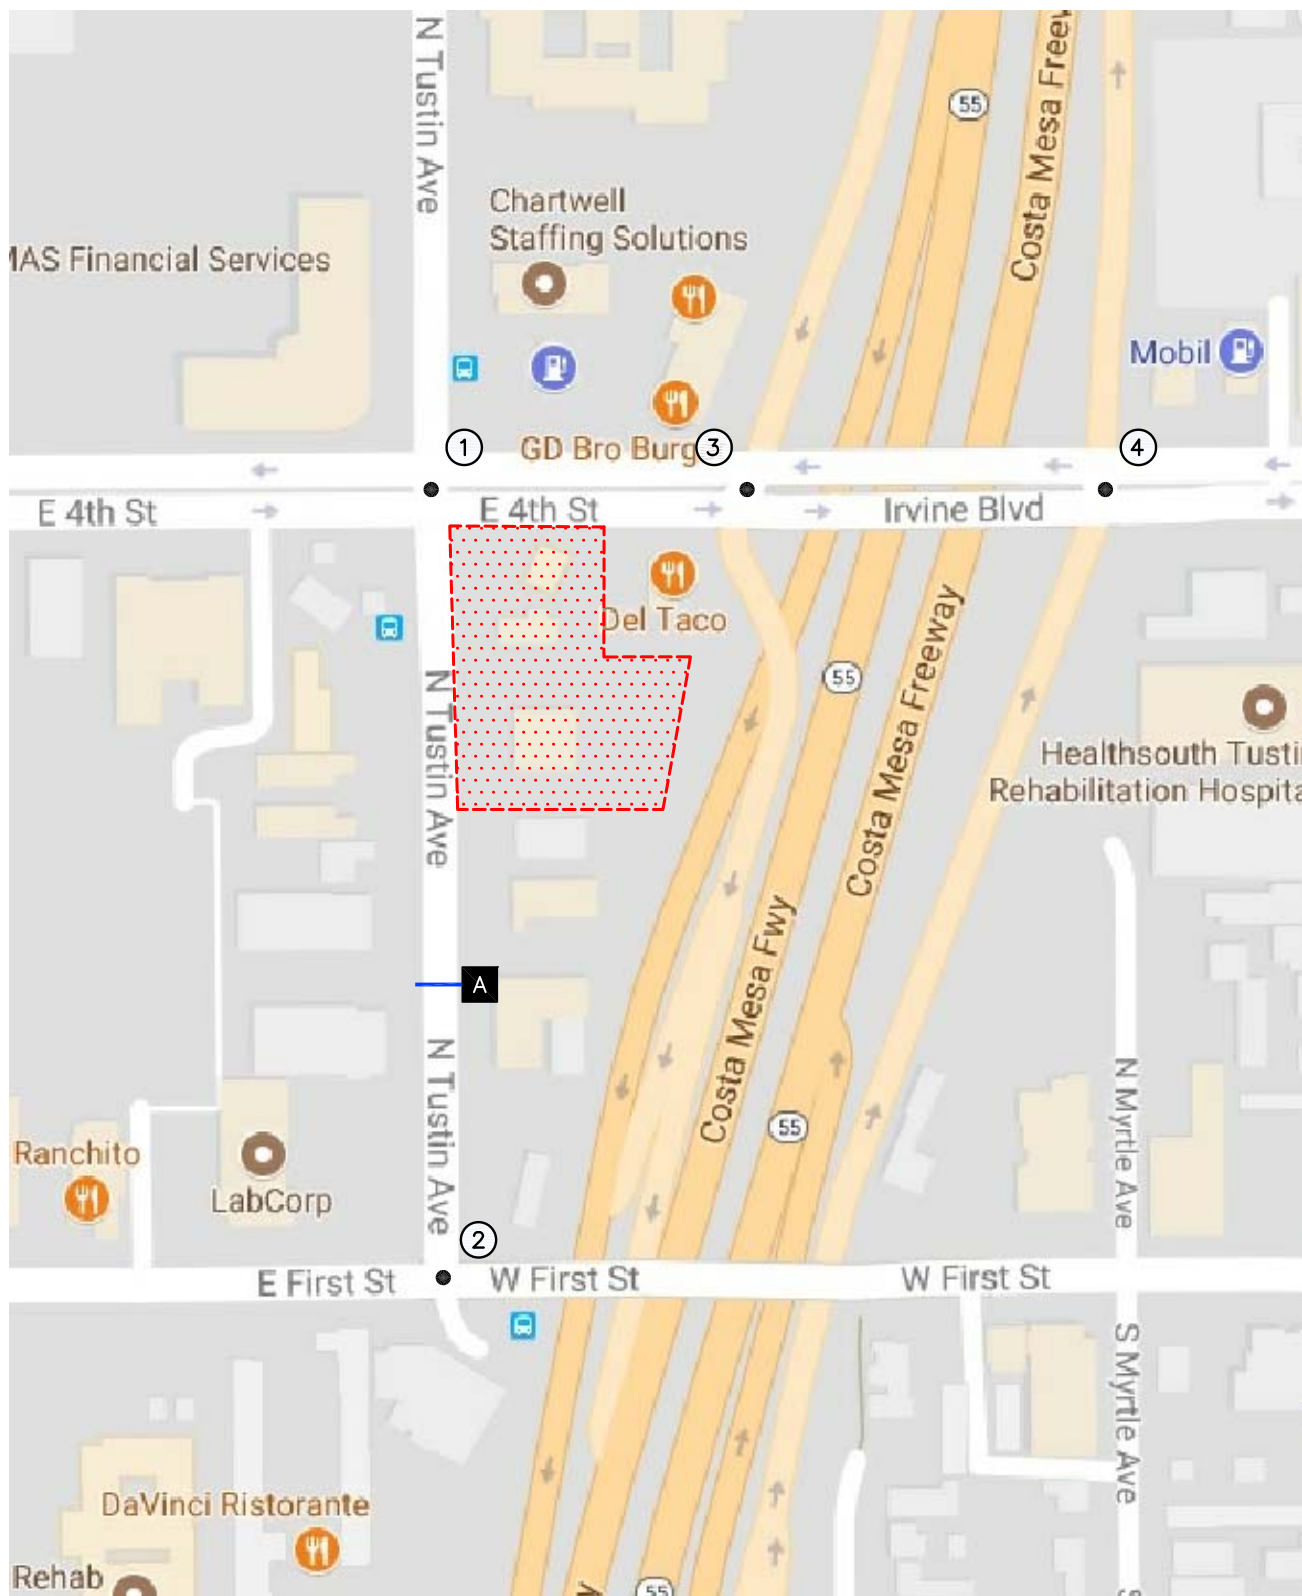 N Tustin Ave
55
Costa Mesa Freew
Chartwell
Staffing Solutions
MAS Financial Services
Mobil
1
GD Bro Burg
3
4
E 4th St
E 4th St
Irvine Blvd
Del Taco
55
N Tustin Ave
Costa Mesa Freeway
Healthsouth Tusti
Rehabilitation Hospita
A
Costa Mesa Fwy
N Tustin Ave
55
N Myrtle Ave
Ranchito
LabCorp
2
E First St
W First St
W First St
S Myrtle Ave
DaVinci Ristorante
Rehab
y
55
S